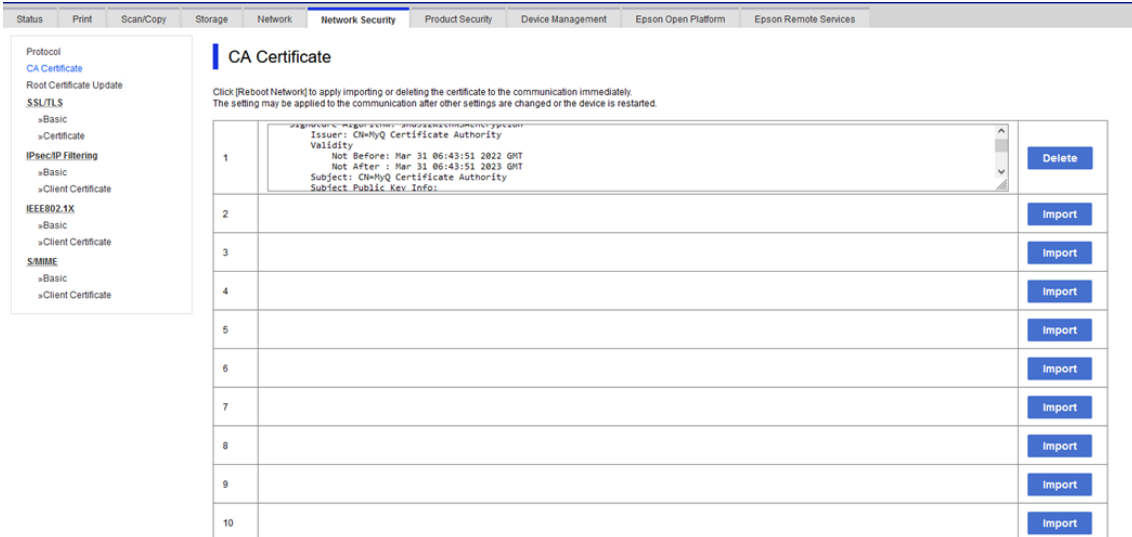 Status Print Scan/Copy Storage Network Network Security Product Security Device Management Epson Open Platform Epson Remote Services
Protocol
CA Certificate
Root Certificate Update
SSL/TLS
»Basic
»Certificate
IPsec/IP Filtering
»Basic
»Client Certificate
IEEE802.1X
»Basic
»Client Certificate
S/MIME
»Basic
»Client Certificate
CA Certificate
Click [Reboot Network] to apply importing or deleting the certificate to the communication immediately.
The setting may be applied to the communication after other settings are changed or the device is restarted.
1
Signature Algorithm:
Issuer: CN=MyQ Certificate Authority
Validity
Not Before: Mar 31 06:43:51 2022 GMT
Not After : Mar 31 06:43:51 2023 GMT
Subject: CN=MyQ Certificate Authority
Subject Public Key Info:
Delete
2 Import
3 Import
4 Import
5 Import
6 Import
7 Import
8 Import
9 Import
10 Import